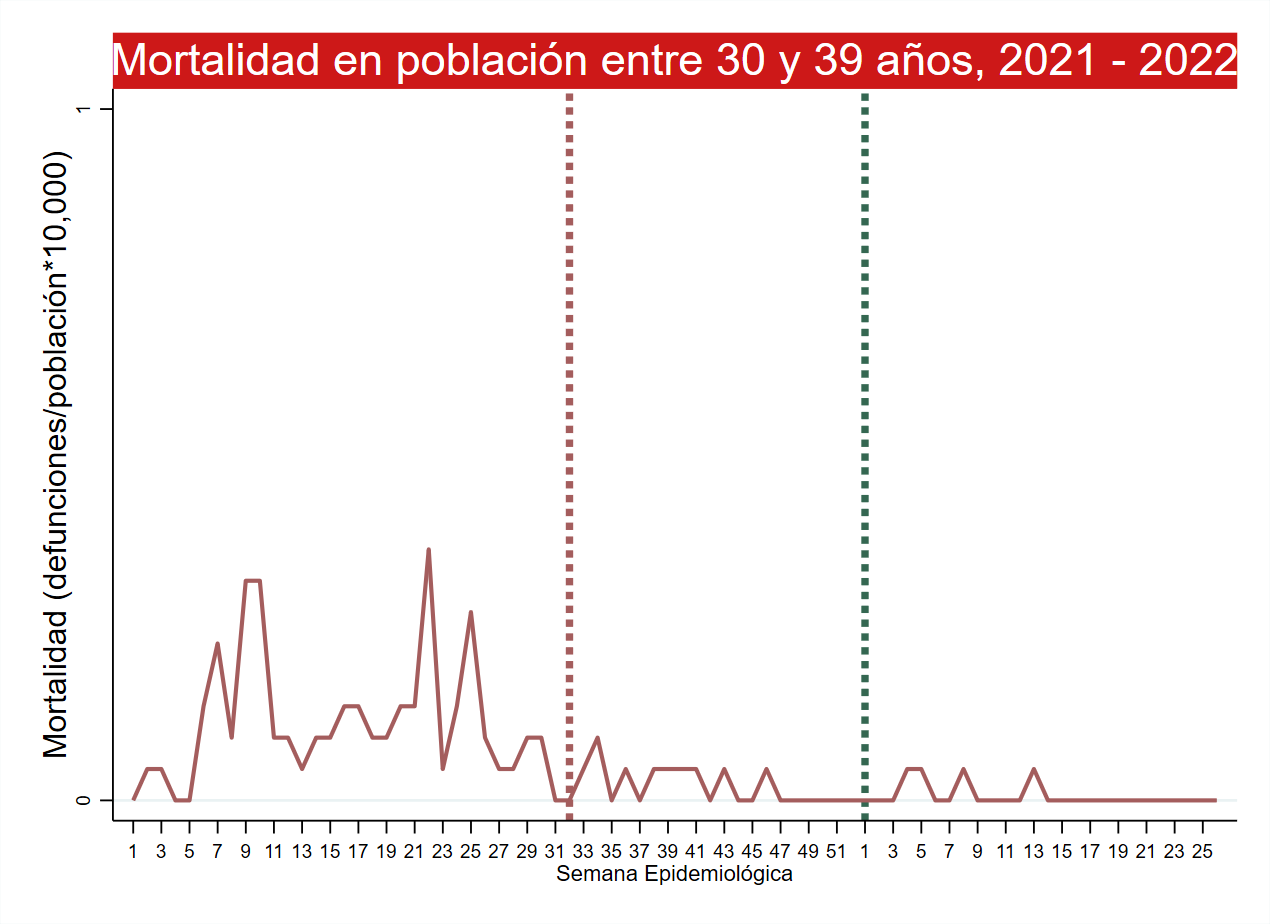 Mortalidad en población entre 30 y 39 años, 2021 - 2022
Mortalidad (defunciones/población*10,000)
1
0
1 3 5 7 9 11 13 15 17 19 21 23 25 27 29 31 33 35 37 39 41 43 45 47 49 51 1 3 5 7 9 11 13 15 17 19 21 23 25
Semana Epidemiológica